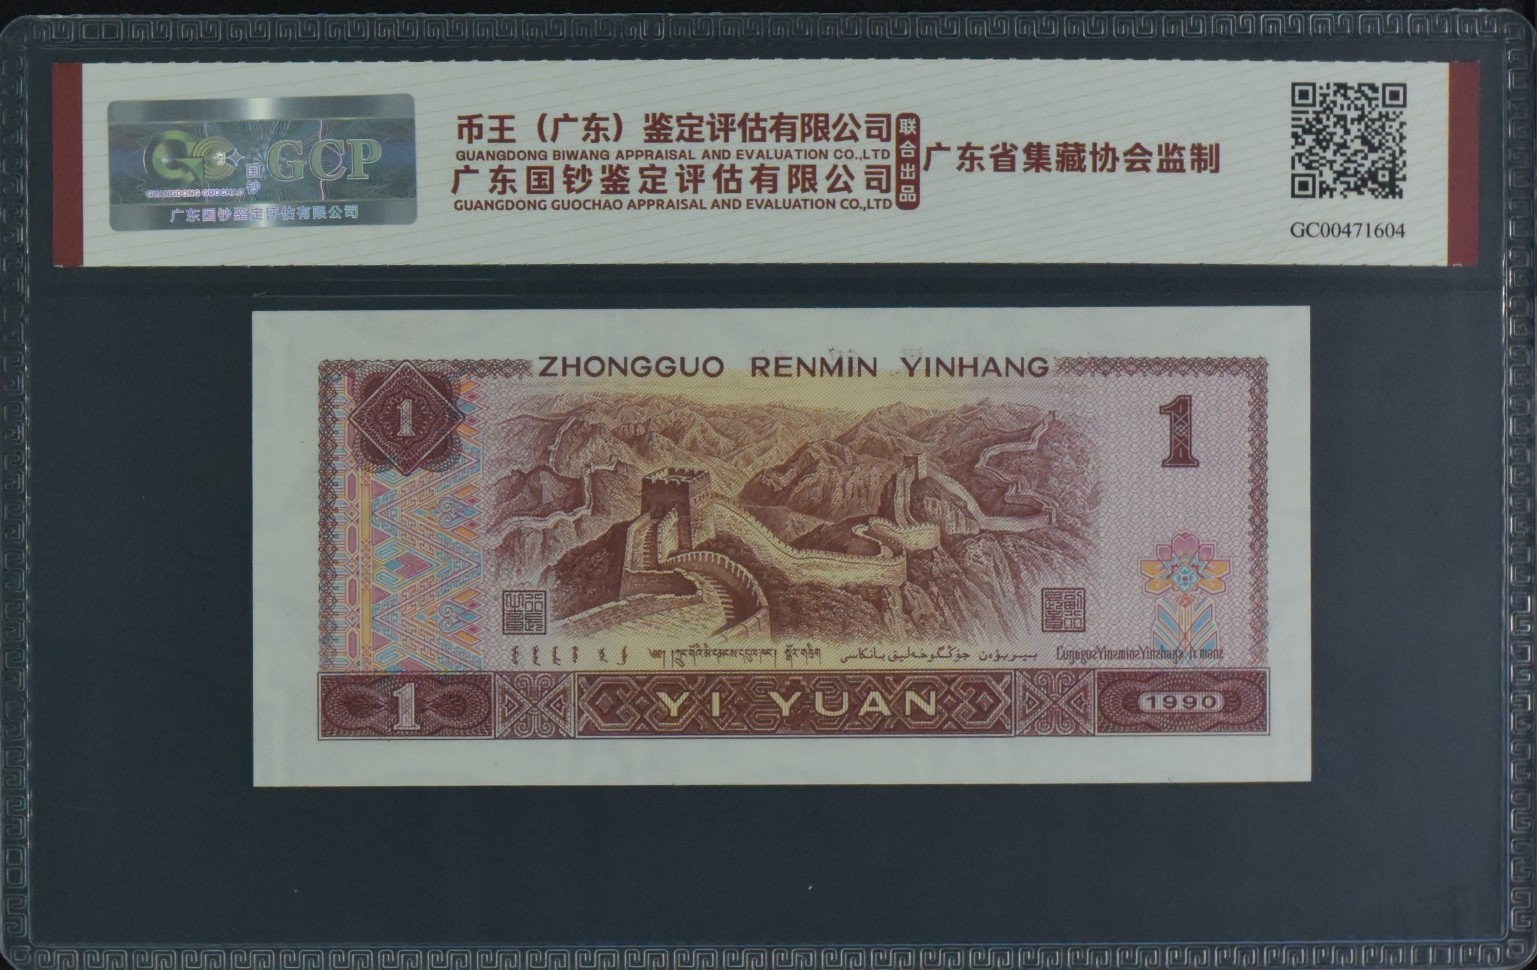 GCP
国钞
GUANGDONG GUOCHAO
广东国钞鉴定评估有限公司
币王（广东）鉴定评估有限公司
GUANGDONG BIWANG APPRAISAL AND EVALUATION CO.,LTD
广东国钞鉴定评估有限公司
GUANGDONG GUOCHAO APPRAISAL AND EVALUATION CO.,LTD
联合出品
广东省集藏协会监制
GC00471604
ZHONGGUO RENMIN YINHANG
1
1
1
YI YUAN
1990